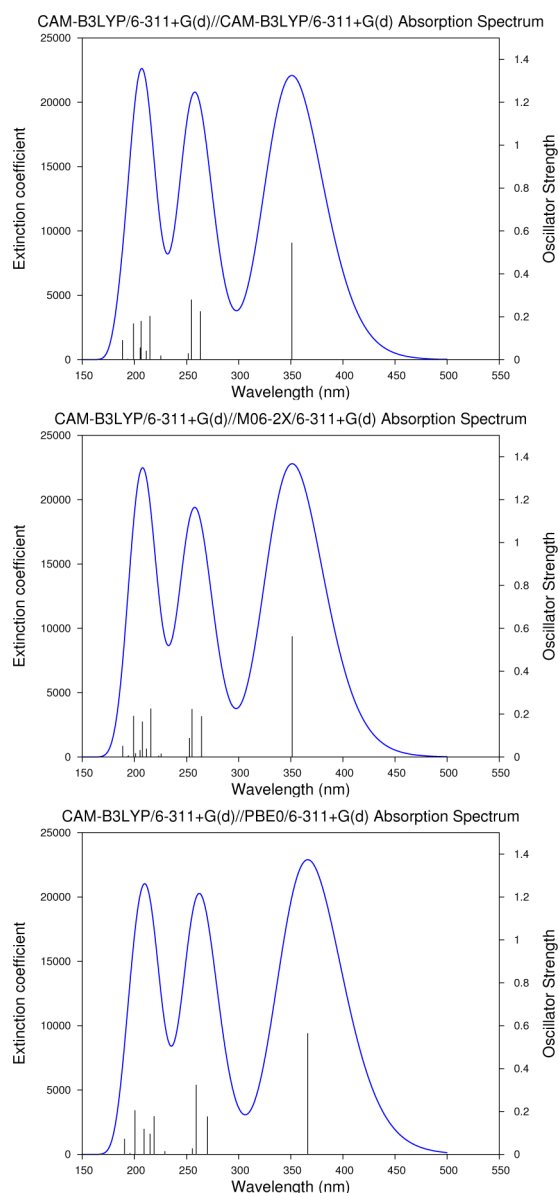 CAM-B3LYP/6-311+G(d)//CAM-B3LYP/6-311+G(d) Absorption Spectrum
25000
20000
15000
10000
5000
0
Extinction coefficient
1.4
1.2
1
0.8
0.6
0.4
0.2
0
Oscillator Strength
150 200 250 300 350 400 450 500 550
Wavelength (nm)
CAM-B3LYP/6-311+G(d)//M06-2X/6-311+G(d) Absorption Spectrum
25000
20000
15000
10000
5000
0
Extinction coefficient
1.4
1.2
1
0.8
0.6
0.4
0.2
0
Oscillator Strength
150 200 250 300 350 400 450 500 550
Wavelength (nm)
CAM-B3LYP/6-311+G(d)//PBE0/6-311+G(d) Absorption Spectrum
25000
20000
15000
10000
5000
0
Extinction coefficient
1.4
1.2
1
0.8
0.6
0.4
0.2
0
Oscillator Strength
150 200 250 300 350 400 450 500 550
Wavelength (nm)